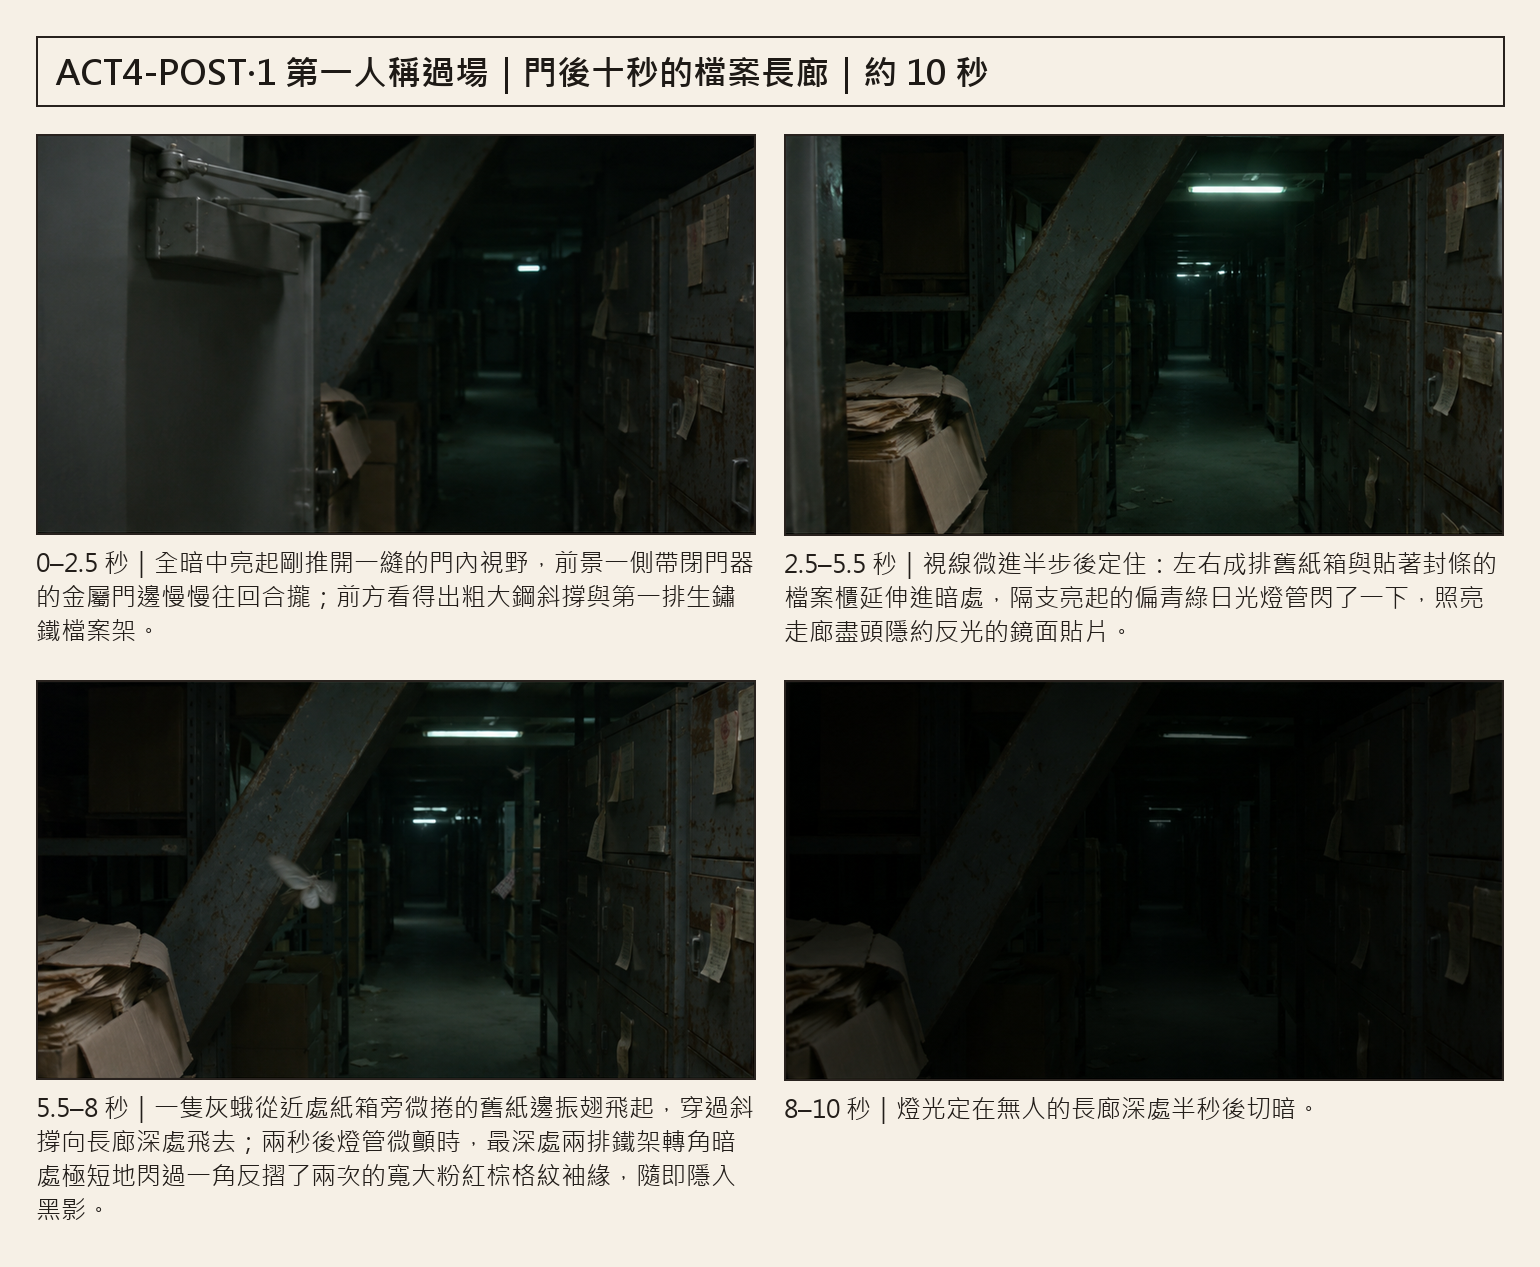 ACT4-POST·1 第一人稱過場｜門後十秒的檔案長廊｜約 10 秒
0–2.5 秒｜全暗中亮起剛推開一縫的門內視野，前景一側帶閉門器
的金屬門邊慢慢往回合攏；前方看得出粗大鋼斜撐與第一排生鏽
鐵檔案架。
2.5–5.5 秒｜視線微進半步後定住：左右成排舊紙箱與貼著封條的
檔案櫃延伸進暗處，隔支亮起的偏青綠日光燈管閃了一下，照亮
走廊盡頭隱約反光的鏡面貼片。
5.5–8 秒｜一隻灰蛾從近處紙箱旁微捲的舊紙邊振翅飛起，穿過斜
撐向長廊深處飛去；兩秒後燈管微顫時，最深處兩排鐵架轉角暗
處極短地閃過一角反摺了兩次的寬大粉紅棕格紋袖緣，隨即隱入
黑影。
8–10 秒｜燈光定在無人的長廊深處半秒後切暗。